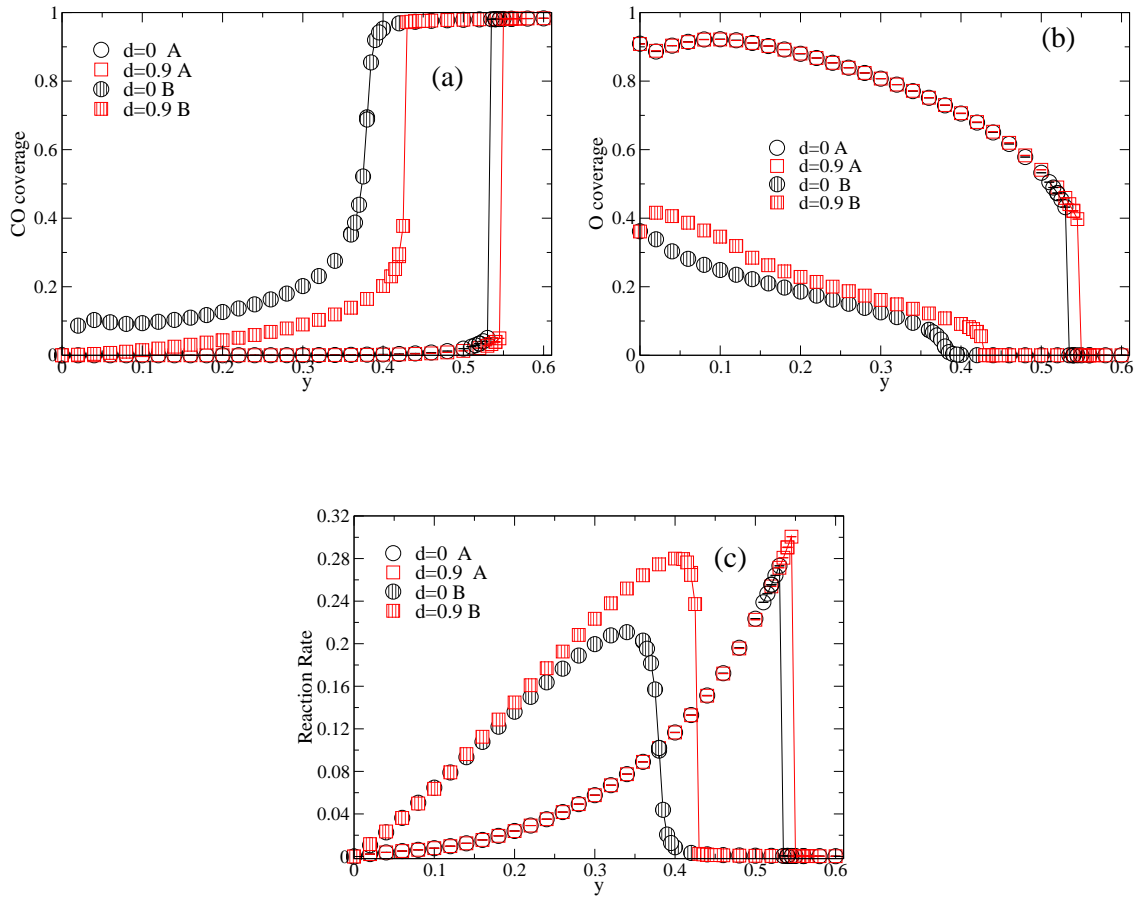 1
0.8
0.6
0.4
0.2
0
CO coverage
d=0 A
d=0.9 A
d=0 B
d=0.9 B
(a)
0 0.1 0.2 0.3 0.4 0.5 0.6
y
1
0.8
0.6
0.4
0.2
0
O coverage
(b)
d=0 A
d=0.9 A
d=0 B
d=0.9 B
0 0.1 0.2 0.3 0.4 0.5 0.6
y
0.32
0.28
0.24
0.20
0.16
0.12
0.08
0.04
0
Reaction Rate
d=0 A
d=0.9 A
d=0 B
d=0.9 B
(c)
0 0.1 0.2 0.3 0.4 0.5 0.6
y